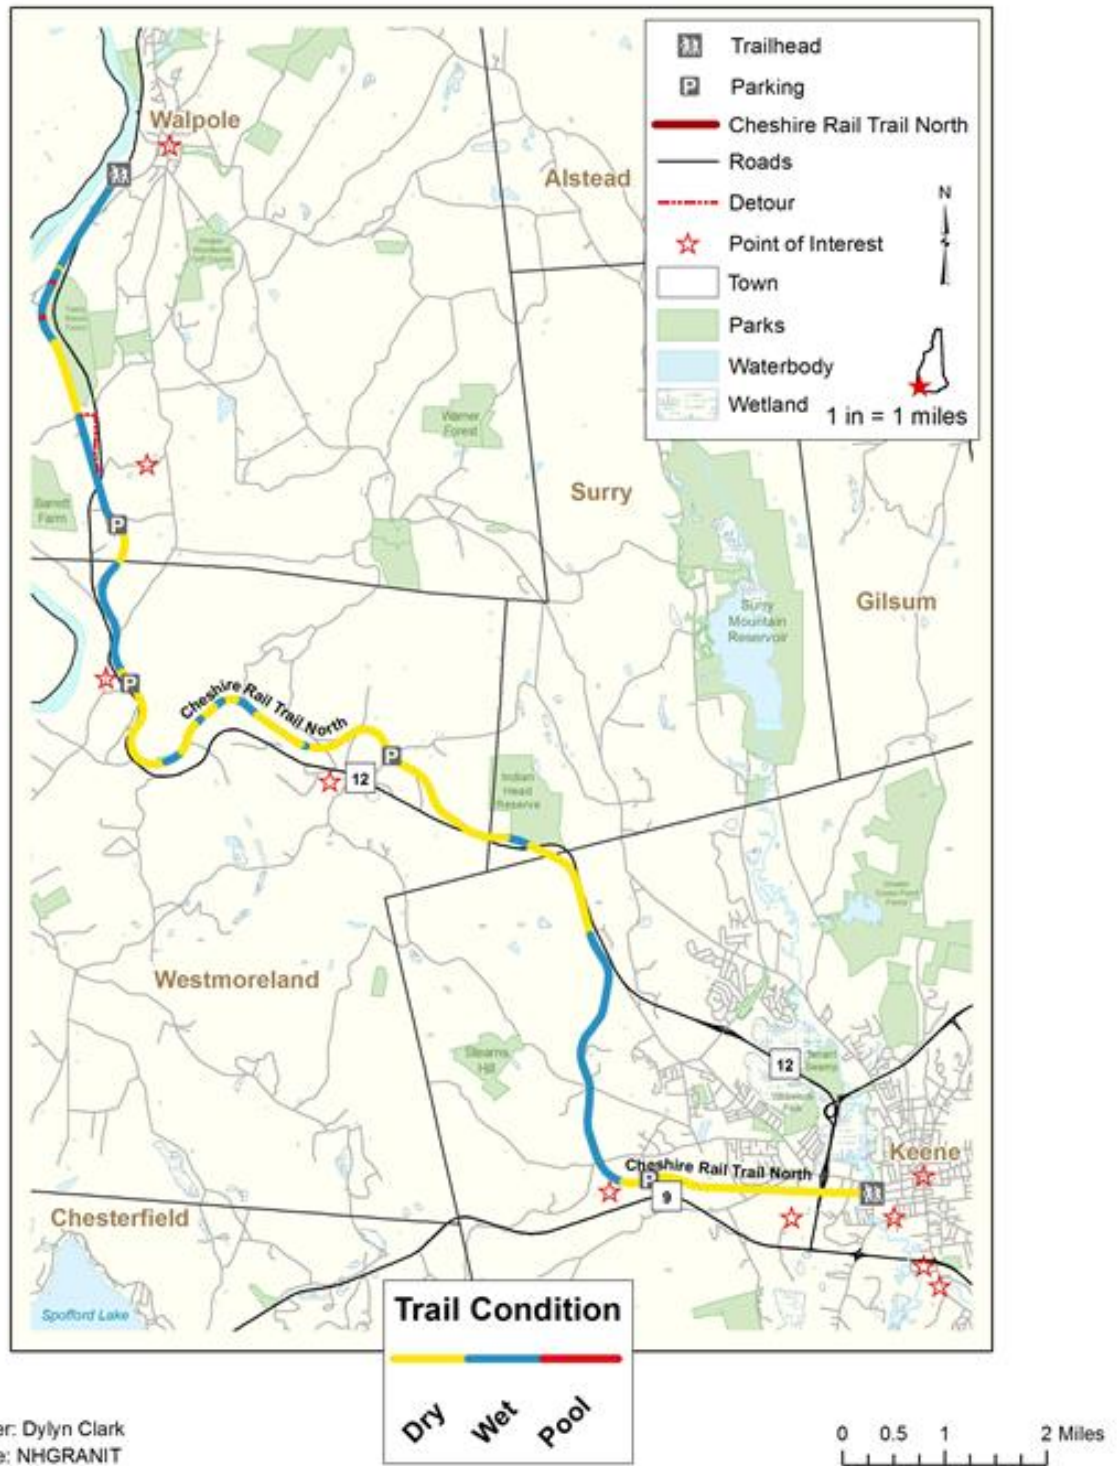 Trailhead
Parking
Cheshire Rail Trail North
Roads
Detour
Point of Interest
Town
Parks
Waterbody
Wetland
N
1 in = 1 miles
Walpole
Alstead
Warner
Forest
Surry
Barrett
Farm
Gilsum
Surry
Mountain
Reservoir
P
P
Cheshire Rail Trail North
P
12
Indian
Head
Reserve
Westmoreland
Stearns
Hill
12
Keene
Cheshire Rail Trail North
P
9
Chesterfield
Spofford Lake
Trail Condition
Dry Wet Pool
er: Dylyn Clark
e: NHGRANIT
0 0.5 1 2 Miles